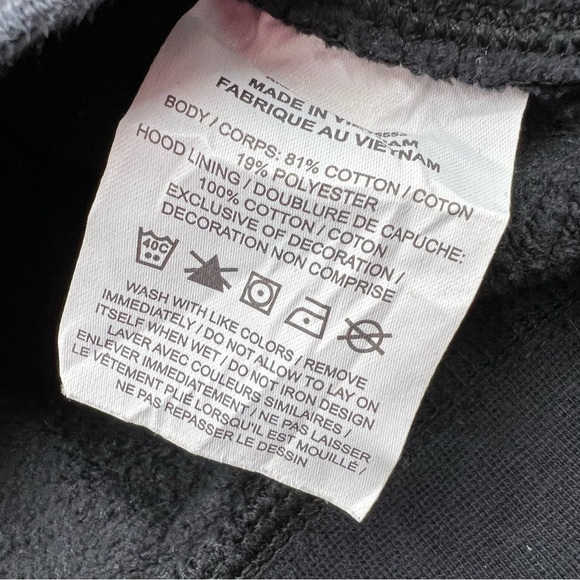 MADE IN VIETNAM
FABRIQUE AU VIETNAM
BODY / CORPS: 81% COTTON / COTON
19% POLYESTER
HOOD LINING / DOUBLURE DE CAPUCHE:
100% COTTON / COTON
EXCLUSIVE OF DECORATION /
DECORATION NON COMPRISE
40C
WASH WITH LIKE COLORS / REMOVE
IMMEDIATELY / DO NOT ALLOW TO LAY ON
ITSELF WHEN WET / DO NOT IRON DESIGN
LAVER AVEC COULEURS SIMILAIRES /
ENLEVER IMMEDIATEMENT / NE PAS LAISSER
LE VÊTEMENT PLIÉ LORSQU'IL EST MOUILLÉ /
NE PAS REPASSER LE DESSIN